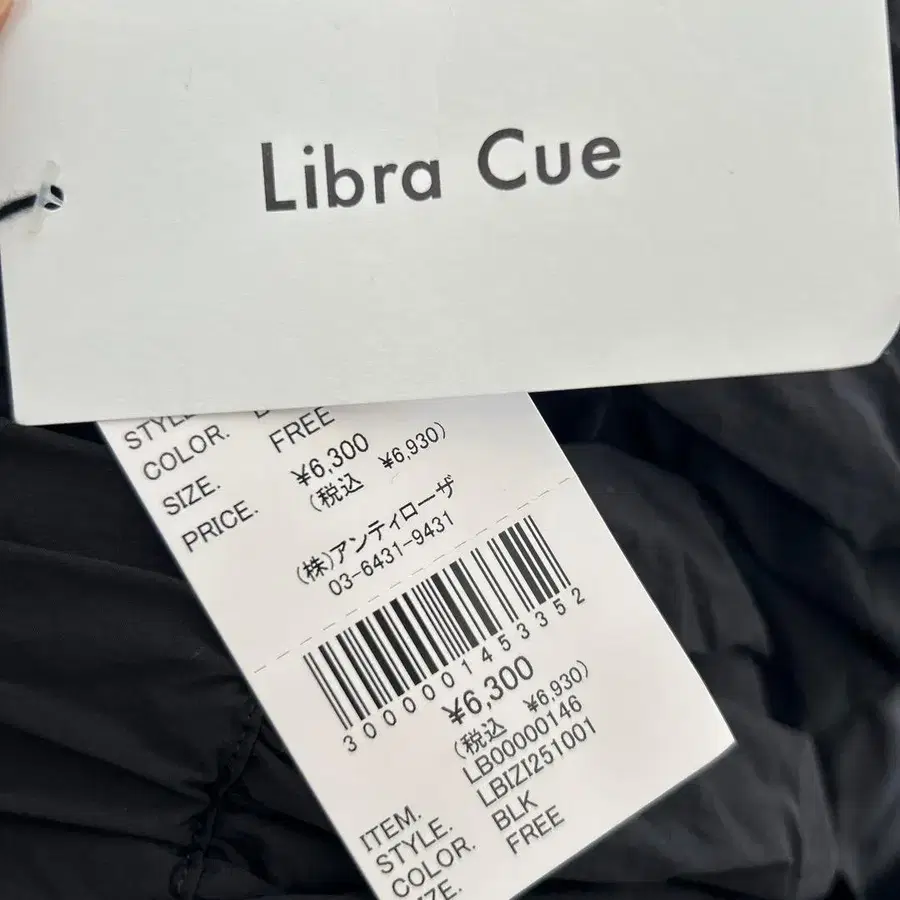 Libra Cue
STYLE.
COLOR.
SIZE. FREE
PRICE. ¥6,300
(税込 ¥6,930)
(株)アンティローザ
03-6431-9431
3000001453352
¥6,300
(税込 ¥6,930)
ITEM. LB00000146
STYLE. LBIZI251001
COLOR. BLK
SIZE. FREE